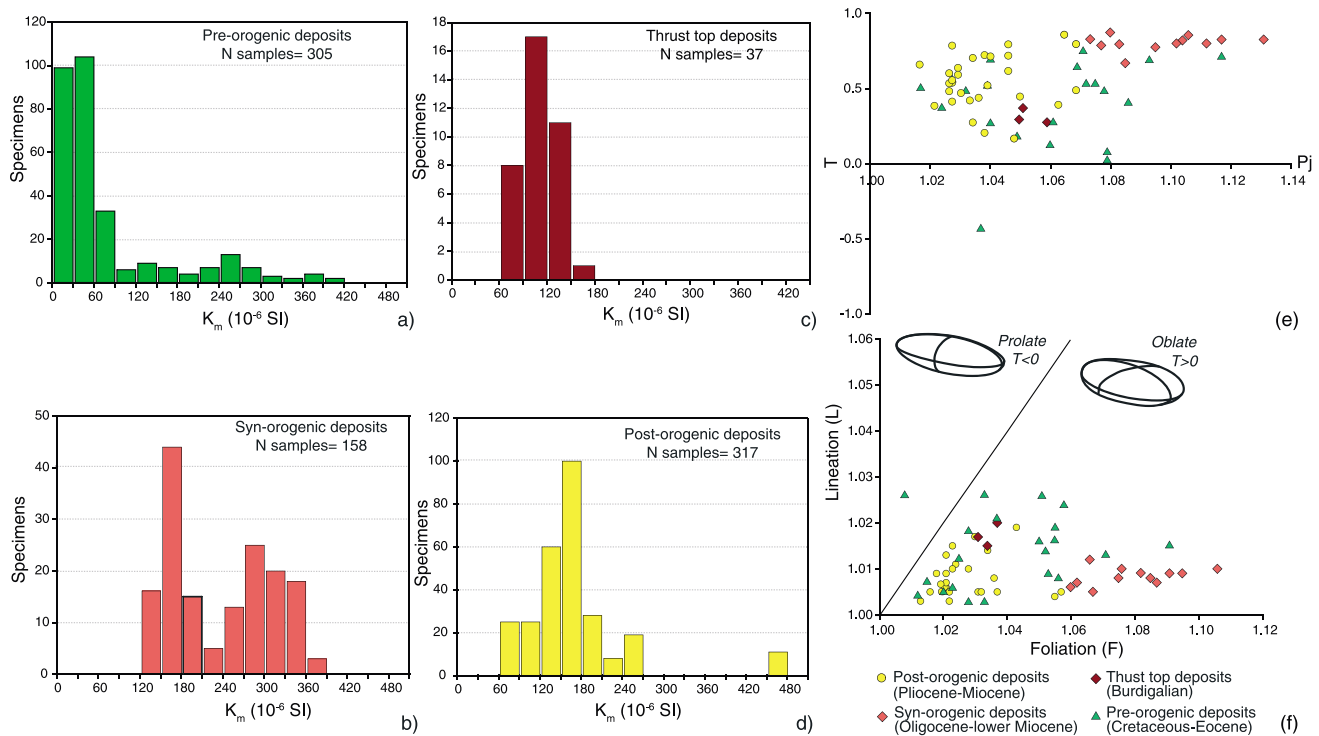 120
100
80
60
40
20
0
Specimens
Pre-orogenic deposits
N samples= 305
0 60 120 180 240 300 360 420 480
Km (10-6 SI)
a)
18
16
14
12
10
8
6
4
2
0
Specimens
Thrust top deposits
N samples= 37
0 60 120 180 240 300 360 420 480
Km (10-6 SI)
c)
50
40
30
20
10
0
Specimens
Syn-orogenic deposits
N samples= 158
0 60 120 180 240 300 360 420 480
Km (10-6 SI)
b)
120
100
80
60
40
20
0
Specimens
Post-orogenic deposits
N samples= 317
0 60 120 180 240 300 360 420 480
Km (10-6 SI)
d)
1.0
0.5
0.0
-0.5
-1.0
T
Pj
1.00 1.02 1.04 1.06 1.08 1.10 1.12 1.14
(e)
1.06
1.05
1.04
1.03
1.02
1.01
1.00
Lineation (L)
Prolate
T<0
Oblate
T>0
1.00 1.02 1.04 1.06 1.08 1.10 1.12
Foliation (F)
Post-orogenic deposits
(Pliocene-Miocene)
Thust top deposits
(Burdigalian)
Syn-orogenic deposits
(Oligocene-lower Miocene)
Pre-orogenic deposits
(Cretaceous-Eocene)
(f)